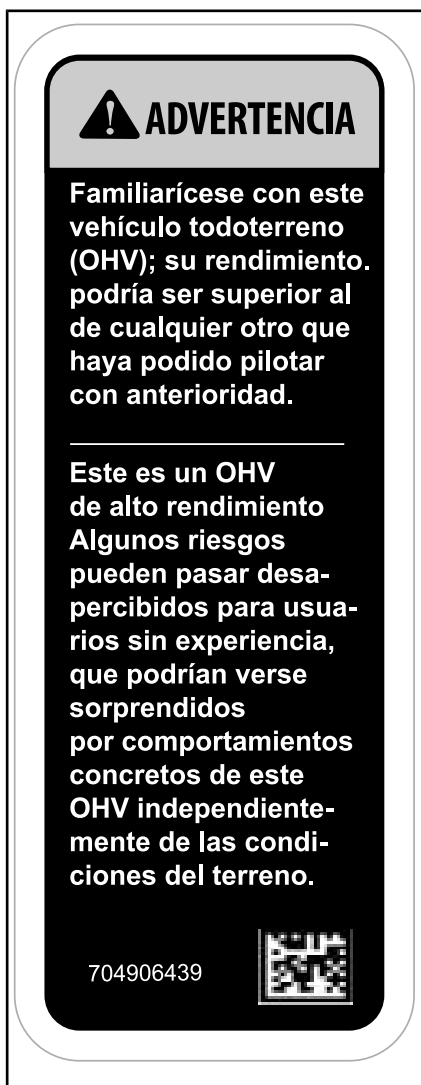 ADVERTENCIA
Familiarícese con este
vehículo todoterreno
(OHV); su rendimiento.
podría ser superior al
de cualquier otro que
haya podido pilotar
con anterioridad.
Este es un OHV
de alto rendimiento
Algunos riesgos
pueden pasar desa-
percibidos para usua-
rios sin experiencia,
que podrían verse
sorprendidos
por comportamientos
concretos de este
OHV independiente-
mente de las condi-
ciones del terreno.
704906439